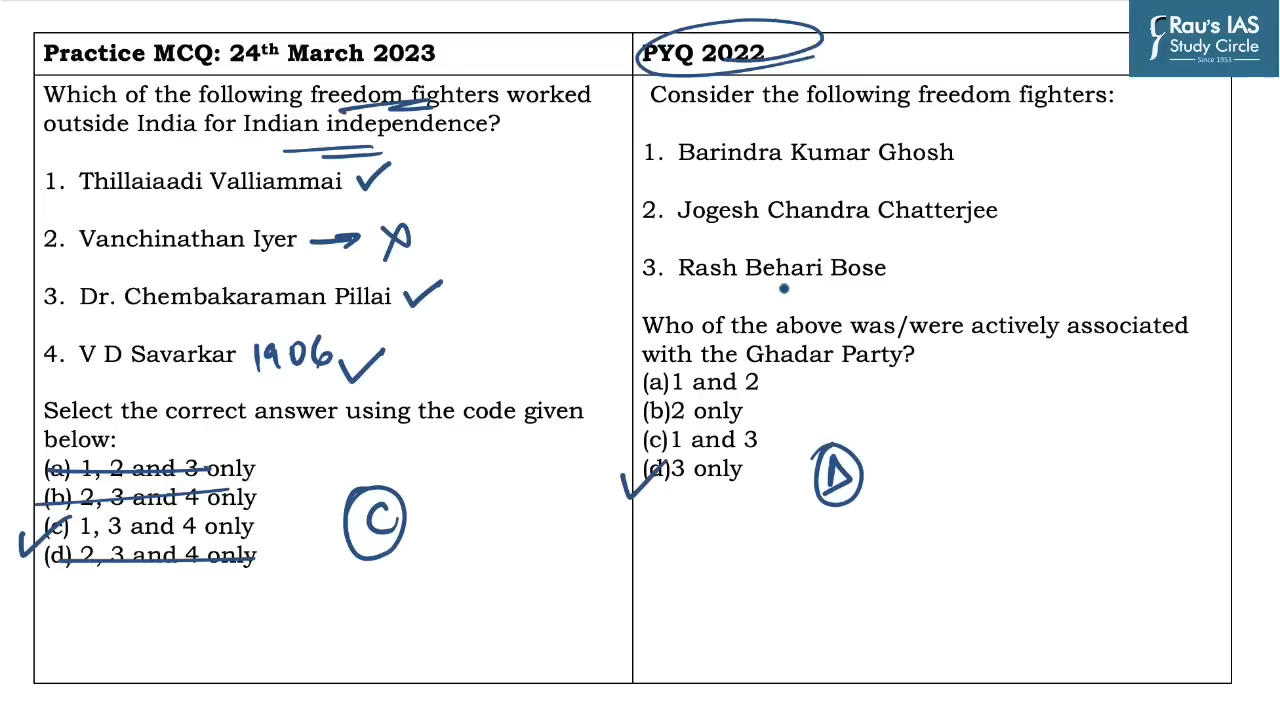 Rau's IAS
Study Circle
Since 1953
Practice MCQ: 24th March 2023
Which of the following freedom fighters worked
outside India for Indian independence?
1. Thillaiaadi Valliammai
2. Vanchinathan Iyer
3. Dr. Chembakaraman Pillai
4. V D Savarkar 1906
Select the correct answer using the code given
below:
(a) 1, 2 and 3 only
(b) 2, 3 and 4 only
(c) 1, 3 and 4 only
(d) 2, 3 and 4 only
C
PYQ 2022
Consider the following freedom fighters:
1. Barindra Kumar Ghosh
2. Jogesh Chandra Chatterjee
3. Rash Behari Bose
Who of the above was/were actively associated
with the Ghadar Party?
(a)1 and 2
(b)2 only
(c)1 and 3
(d)3 only
D